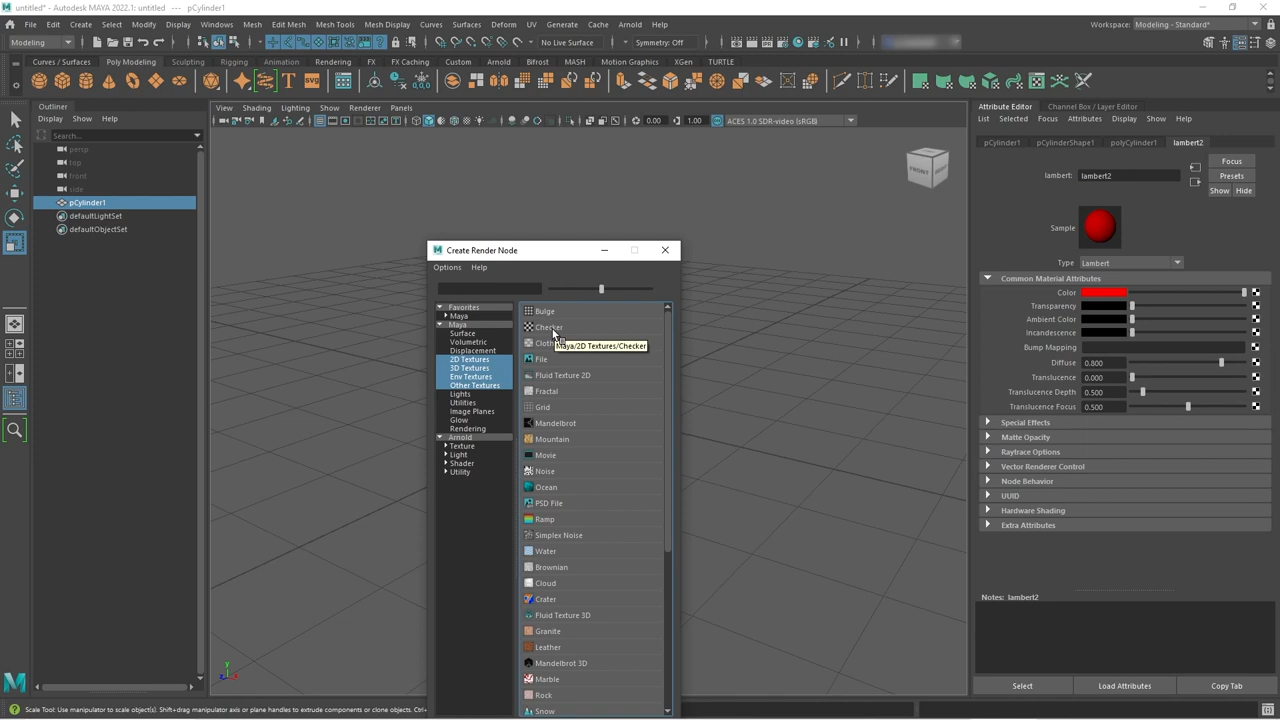 untitled* - Autodesk MAYA 2022.1: untitled --- pCylinder1
File Edit Create Select Modify Display Windows Mesh Edit Mesh Mesh Tools Mesh Display Curves Surfaces Deform UV Generate Cache Arnold Help Workspace: Modeling - Standard*
Modeling No Live Surface Symmetry: Off
Curves / Surfaces Poly Modeling Sculpting Rigging Animation Rendering FX FX Caching Custom Arnold Bifrost MASH Motion Graphics XGen TURTLE
Outliner
Display Show Help
Search...
persp
top
front
side
pCylinder1
defaultLightSet
defaultObjectSet
View Shading Lighting Show Renderer Panels
0.00 1.00 ACES 1.0 SDR-video (sRGB)
FRONT
Create Render Node
Options Help
Favorites
Maya
Maya
Surface
Volumetric
Displacement
2D Textures
3D Textures
Env Textures
Other Textures
Lights
Utilities
Image Planes
Glow
Rendering
Arnold
Texture
Light
Shader
Utility
Bulge
Checker
Cloth
Maya/2D Textures/Checker
File
Fluid Texture 2D
Fractal
Grid
Mandelbrot
Mountain
Movie
Noise
Ocean
PSD File
Ramp
Simplex Noise
Water
Brownian
Cloud
Crater
Fluid Texture 3D
Granite
Leather
Mandelbrot 3D
Marble
Rock
Snow
Attribute Editor Channel Box / Layer Editor
List Selected Focus Attributes Display Show Help
pCylinder1 pCylinderShape1 polyCylinder1 lambert2
Focus
lambert: lambert2 Presets
Show Hide
Sample
Type Lambert
Common Material Attributes
Color
Transparency
Ambient Color
Incandescence
Bump Mapping
Diffuse 0.800
Translucence 0.000
Translucence Depth 0.500
Translucence Focus 0.500
Special Effects
Matte Opacity
Raytrace Options
Vector Renderer Control
Node Behavior
UUID
Hardware Shading
Extra Attributes
Notes: lambert2
Select Load Attributes Copy Tab
y
Scale Tool: Use manipulator to scale object(s). Shift+drag manipulator axis or plane handles to extrude components or clone objects. Ctrl+